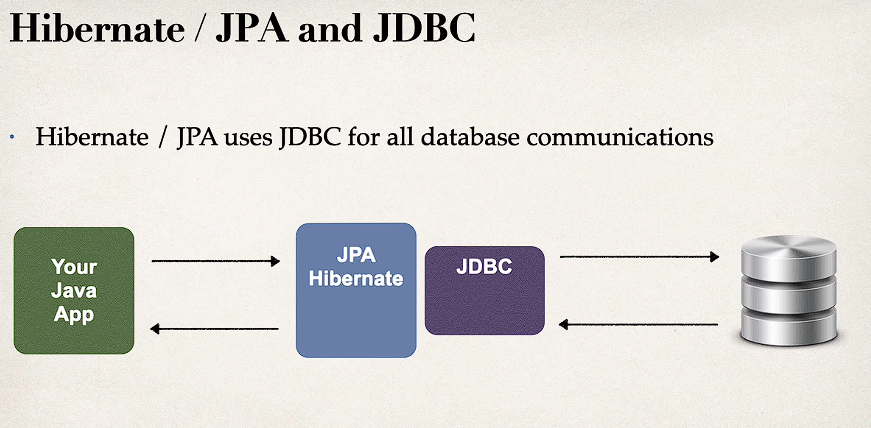 Hibernate / JPA and JDBC
· Hibernate / JPA uses JDBC for all database communications
Your
Java
App
JPA
Hibernate
JDBC